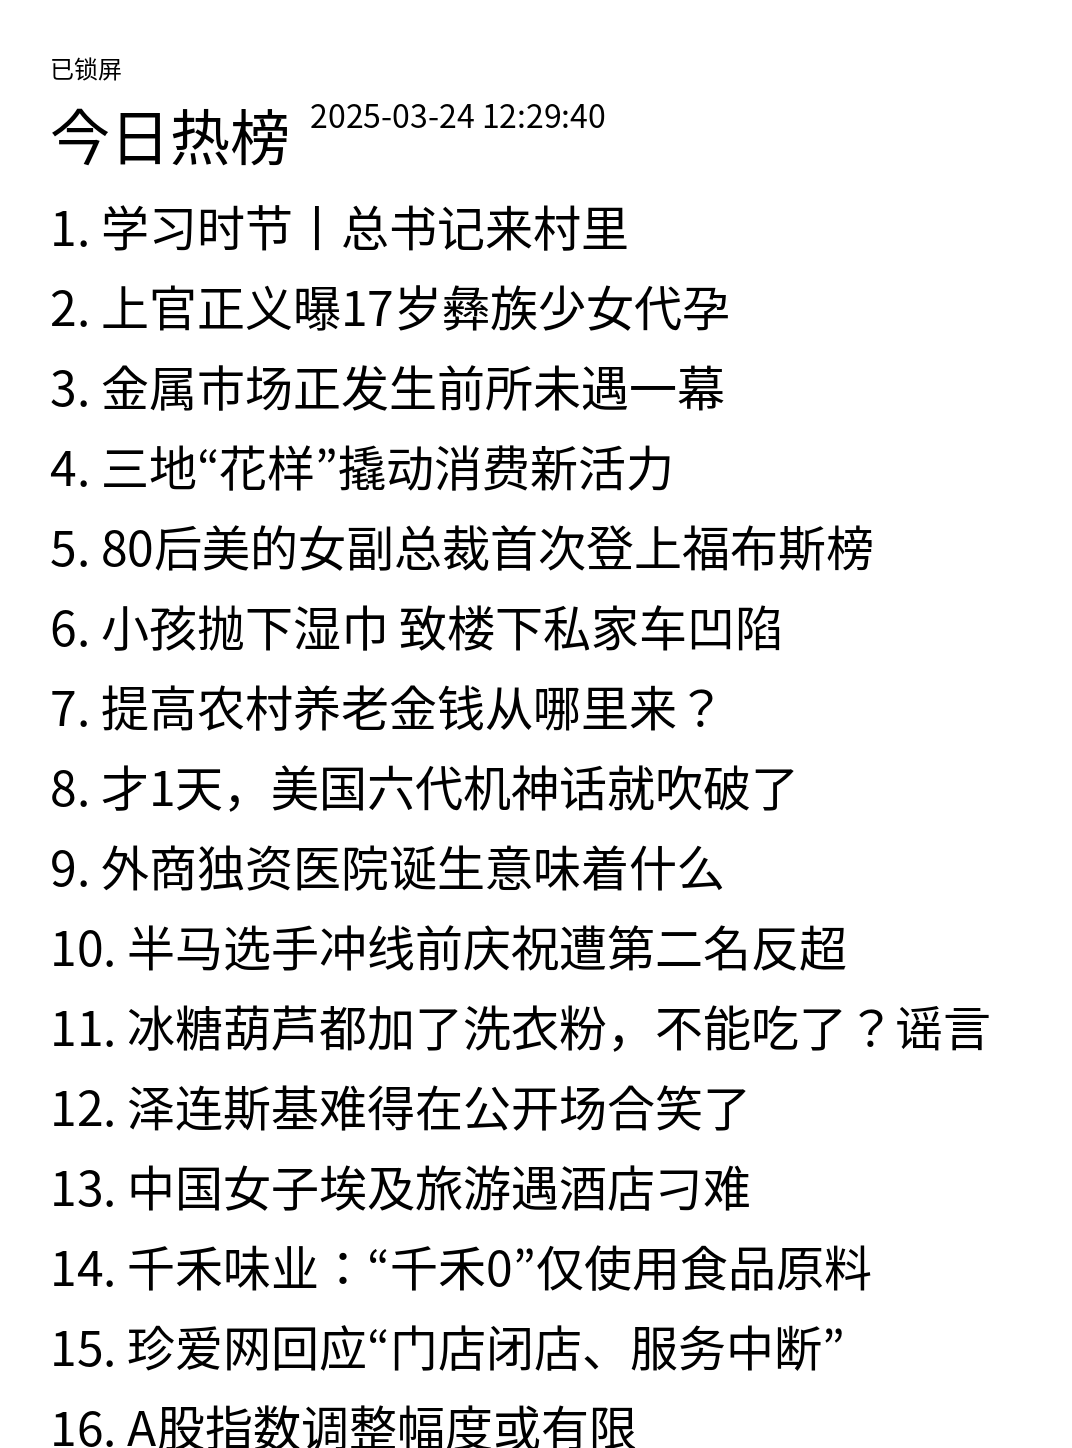 已锁屏
今日热榜 2025-03-24 12:29:40
1. 学习时节丨总书记来村里
2. 上官正义曝17岁彝族少女代孕
3. 金属市场正发生前所未遇一幕
4. 三地“花样”撬动消费新活力
5. 80后美的女副总裁首次登上福布斯榜
6. 小孩抛下湿巾 致楼下私家车凹陷
7. 提高农村养老金钱从哪里来？
8. 才1天，美国六代机神话就吹破了
9. 外商独资医院诞生意味着什么
10. 半马选手冲线前庆祝遭第二名反超
11. 冰糖葫芦都加了洗衣粉，不能吃了？谣言
12. 泽连斯基难得在公开场合笑了
13. 中国女子埃及旅游遇酒店刁难
14. 千禾味业：“千禾0”仅使用食品原料
15. 珍爱网回应“门店闭店、服务中断”
16. A股指数调整幅度或有限